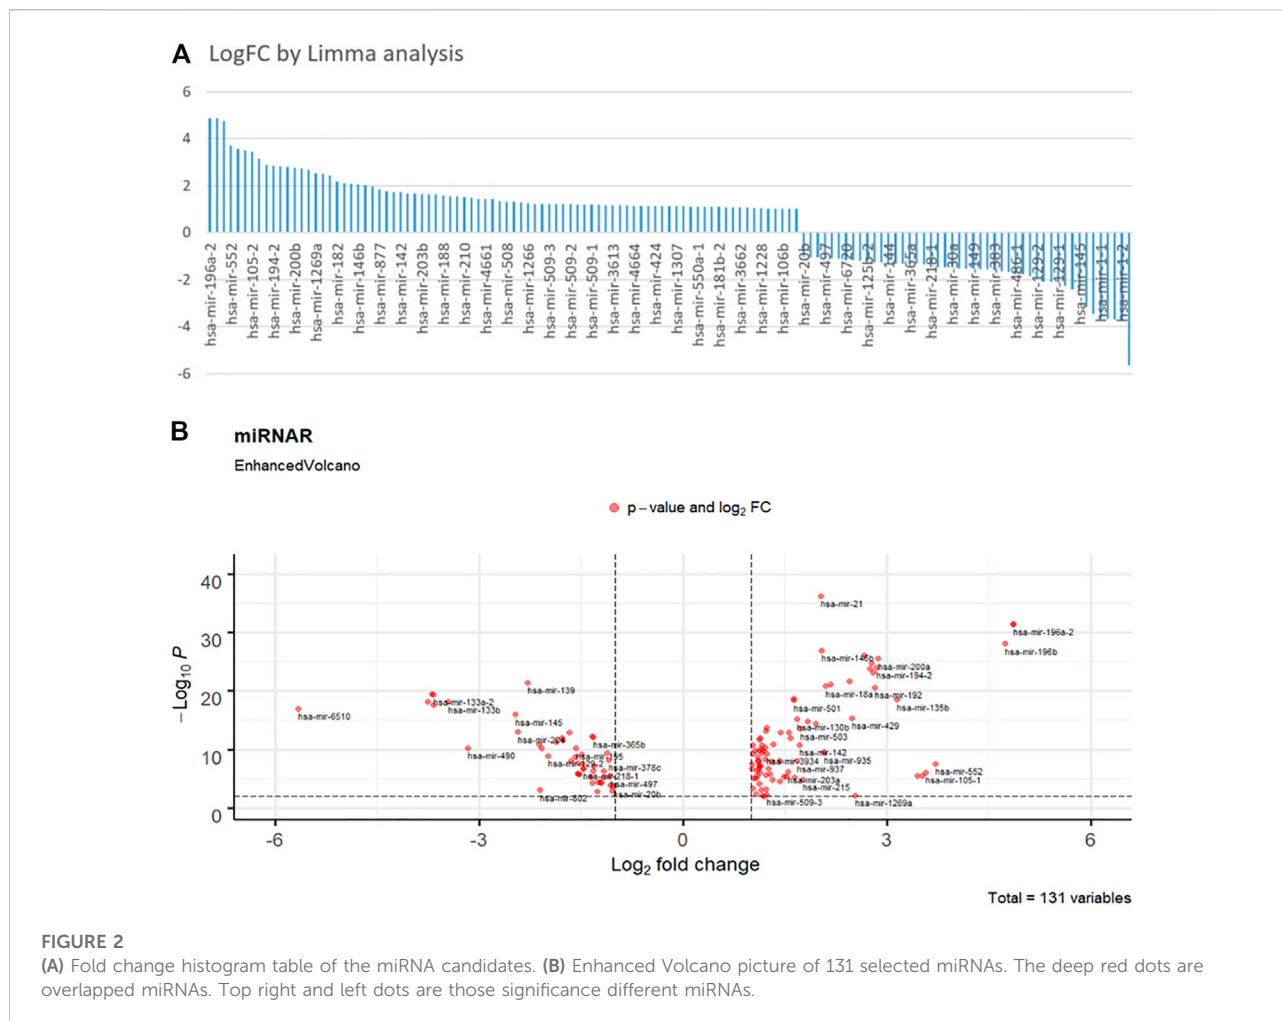 A LogFC by Limma analysis
6
4
2
0
-2
-4
-6
hsa-mir-196a-2
hsa-mir-552
hsa-mir-105-2
hsa-mir-194-2
hsa-mir-200b
hsa-mir-1269a
hsa-mir-182
hsa-mir-146b
hsa-mir-877
hsa-mir-142
hsa-mir-203b
hsa-mir-188
hsa-mir-210
hsa-mir-4661
hsa-mir-508
hsa-mir-1266
hsa-mir-509-3
hsa-mir-509-2
hsa-mir-509-1
hsa-mir-3613
hsa-mir-4664
hsa-mir-424
hsa-mir-1307
hsa-mir-550a-1
hsa-mir-181b-2
hsa-mir-3662
hsa-mir-1228
hsa-mir-106b
hsa-mir-20b
hsa-mir-497
hsa-mir-6720
hsa-mir-125b-2
hsa-mir-144
hsa-mir-365a
hsa-mir-218-1
hsa-mir-30a
hsa-mir-149
hsa-mir-383
hsa-mir-486-1
hsa-mir-129-2
hsa-mir-129-1
hsa-mir-145
hsa-mir-1-1
hsa-mir-1-2
B miRNAR
EnhancedVolcano
p – value and log2 FC
– Log10 P
40
30
20
10
0
hsa-mir-21
hsa-mir-196a-2
hsa-mir-196b
hsa-mir-146b
hsa-mir-200a
hsa-mir-194-2
hsa-mir-139
hsa-mir-18a
hsa-mir-192
hsa-mir-133a-2
hsa-mir-133b
hsa-mir-501
hsa-mir-135b
hsa-mir-6510
hsa-mir-145
hsa-mir-130b
hsa-mir-429
hsa-mir-204
hsa-mir-365b
hsa-mir-503
hsa-mir-490
hsa-mir-195
hsa-mir-142
hsa-mir-129-2
hsa-mir-378c
hsa-mir-3934
hsa-mir-935
hsa-mir-218-1
hsa-mir-937
hsa-mir-552
hsa-mir-497
hsa-mir-203a
hsa-mir-105-1
hsa-mir-20b
hsa-mir-215
hsa-mir-802
hsa-mir-509-3
hsa-mir-1269a
-6
-3
0
3
6
Log2 fold change
Total = 131 variables
FIGURE 2
(A) Fold change histogram table of the miRNA candidates. (B) Enhanced Volcano picture of 131 selected miRNAs. The deep red dots are
overlapped miRNAs. Top right and left dots are those significance different miRNAs.